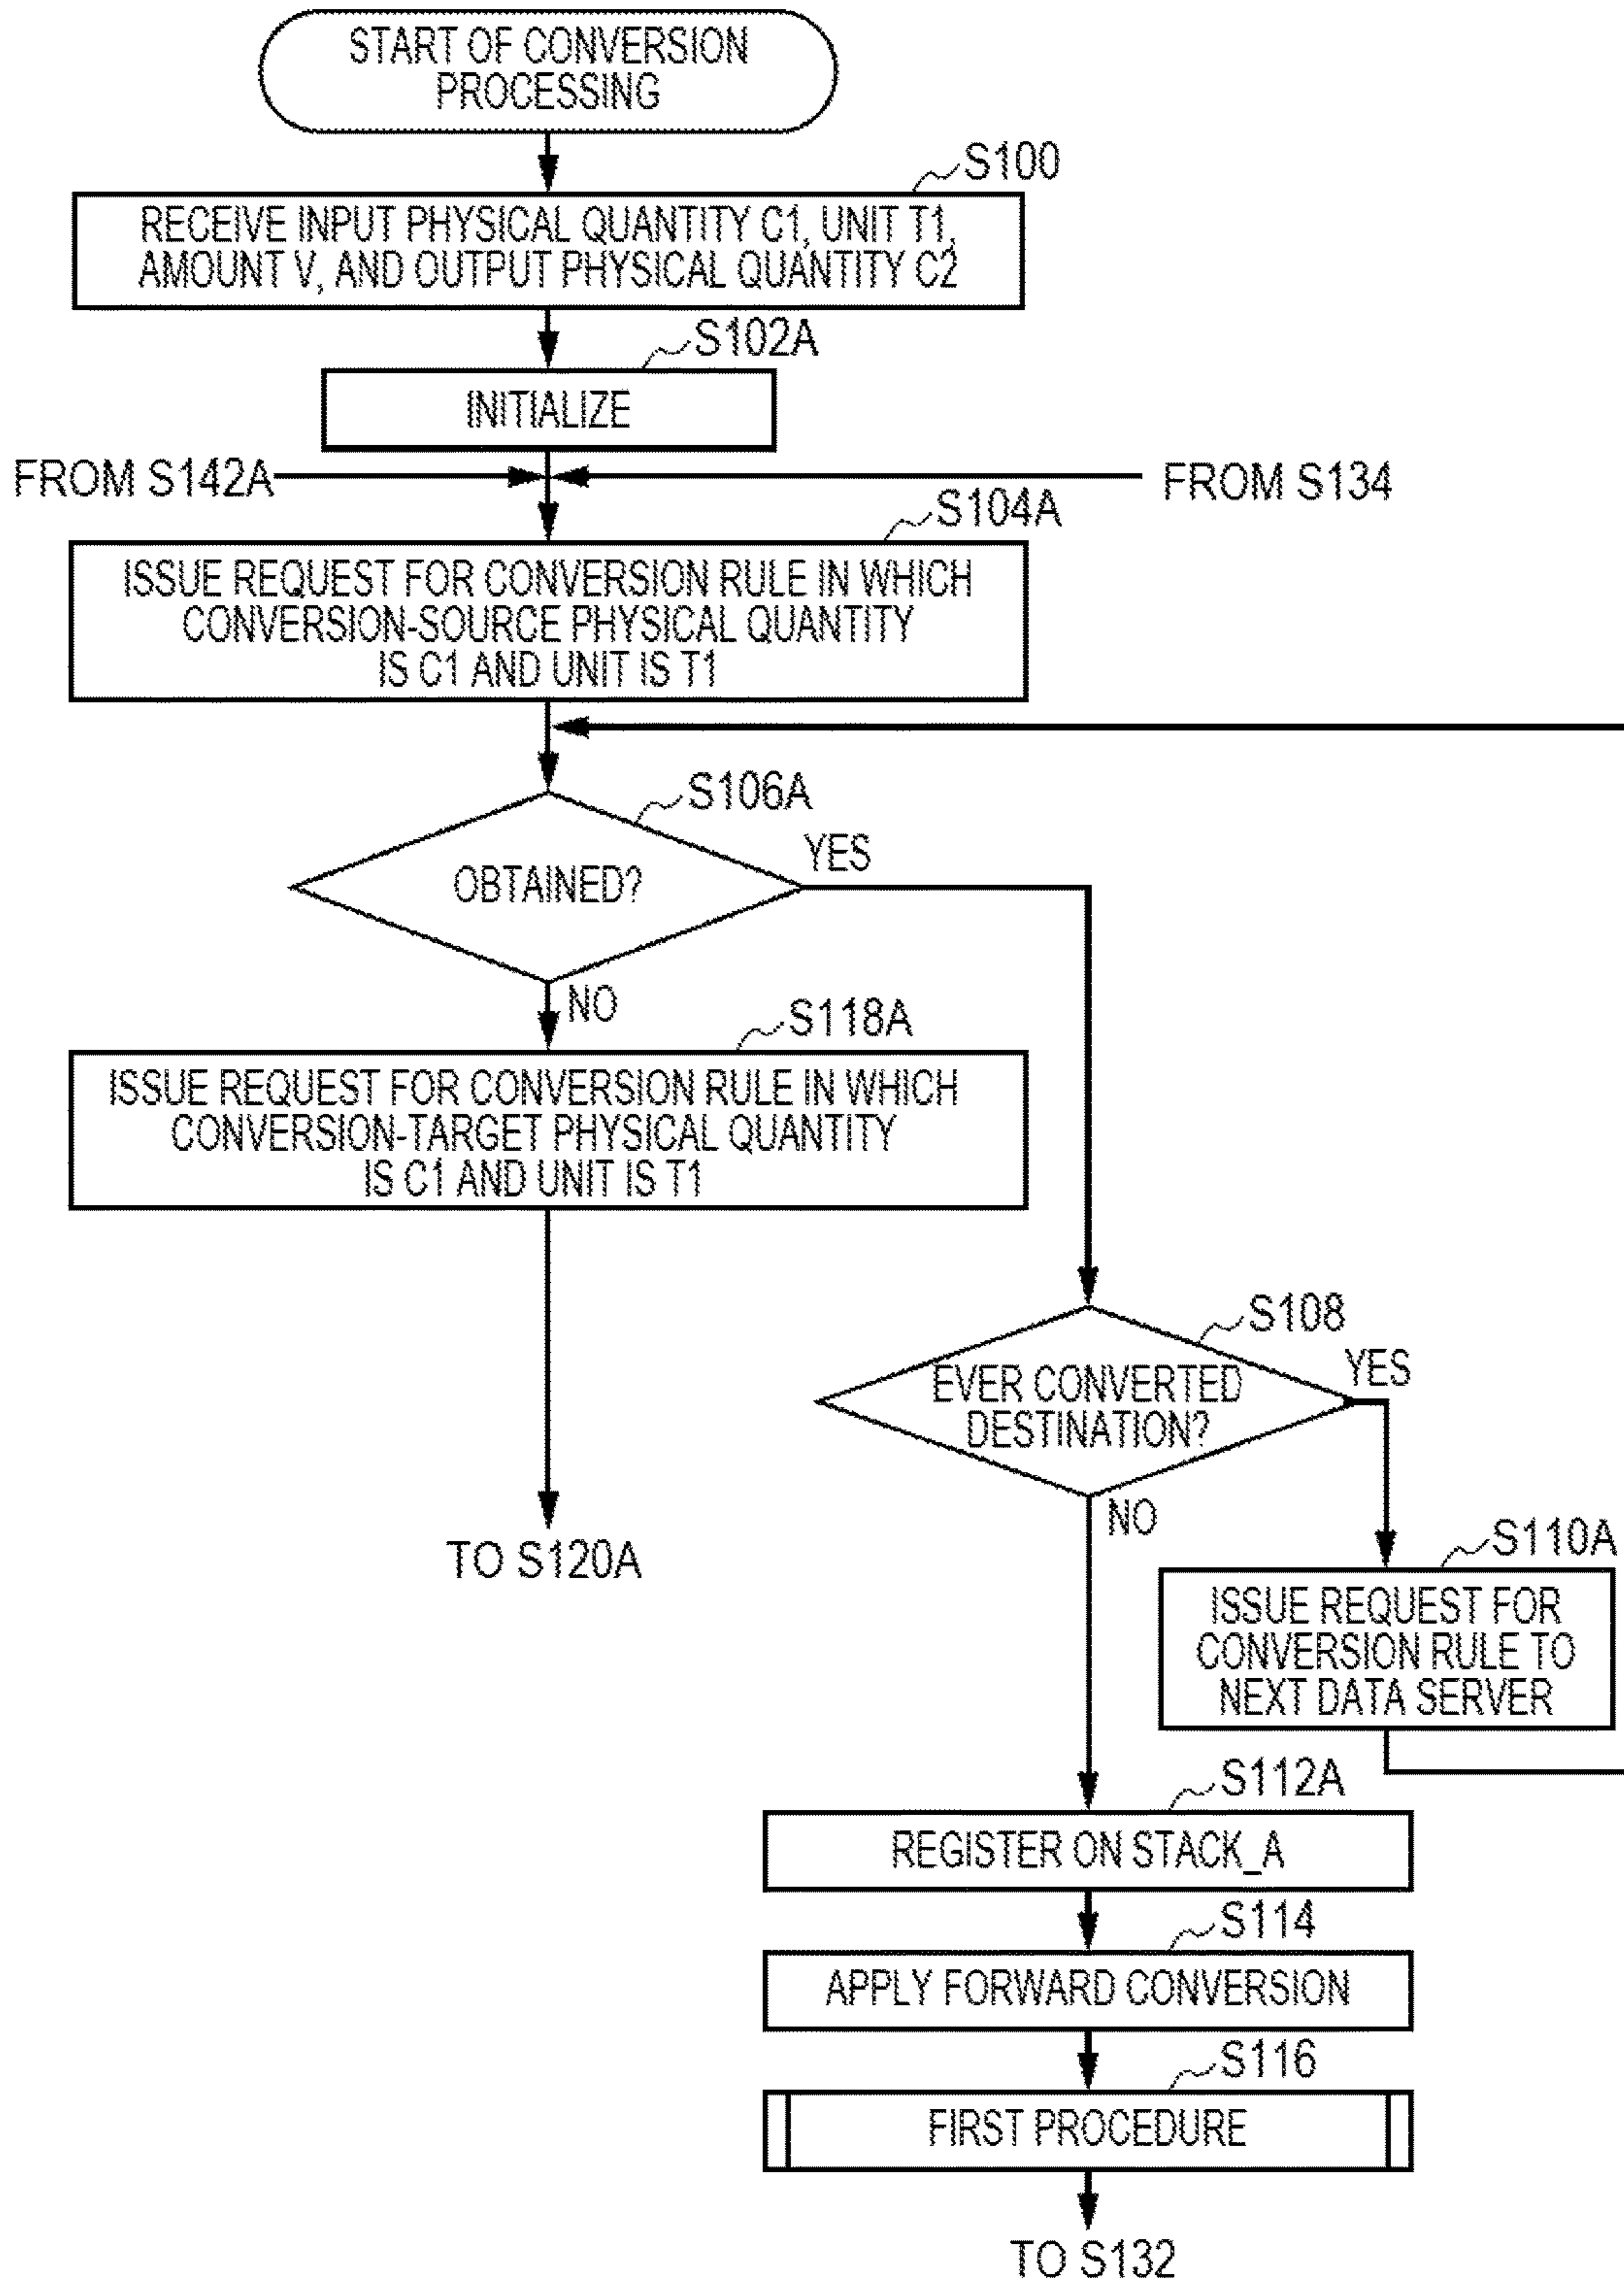 START OF CONVERSION
PROCESSING
S100
RECEIVE INPUT PHYSICAL QUANTITY C1, UNIT T1,
AMOUNT V, AND OUTPUT PHYSICAL QUANTITY C2
S102A
INITIALIZE
FROM S142A
FROM S134
S104A
ISSUE REQUEST FOR CONVERSION RULE IN WHICH
CONVERSION-SOURCE PHYSICAL QUANTITY
IS C1 AND UNIT IS T1
S106A
YES
OBTAINED?
NO
S118A
ISSUE REQUEST FOR CONVERSION RULE IN WHICH
CONVERSION-TARGET PHYSICAL QUANTITY
IS C1 AND UNIT IS T1
TO S120A
S108
YES
EVER CONVERTED
DESTINATION?
NO
S110A
ISSUE REQUEST FOR
CONVERSION RULE TO
NEXT DATA SERVER
S112A
REGISTER ON STACK_A
S114
APPLY FORWARD CONVERSION
S116
FIRST PROCEDURE
TO S132